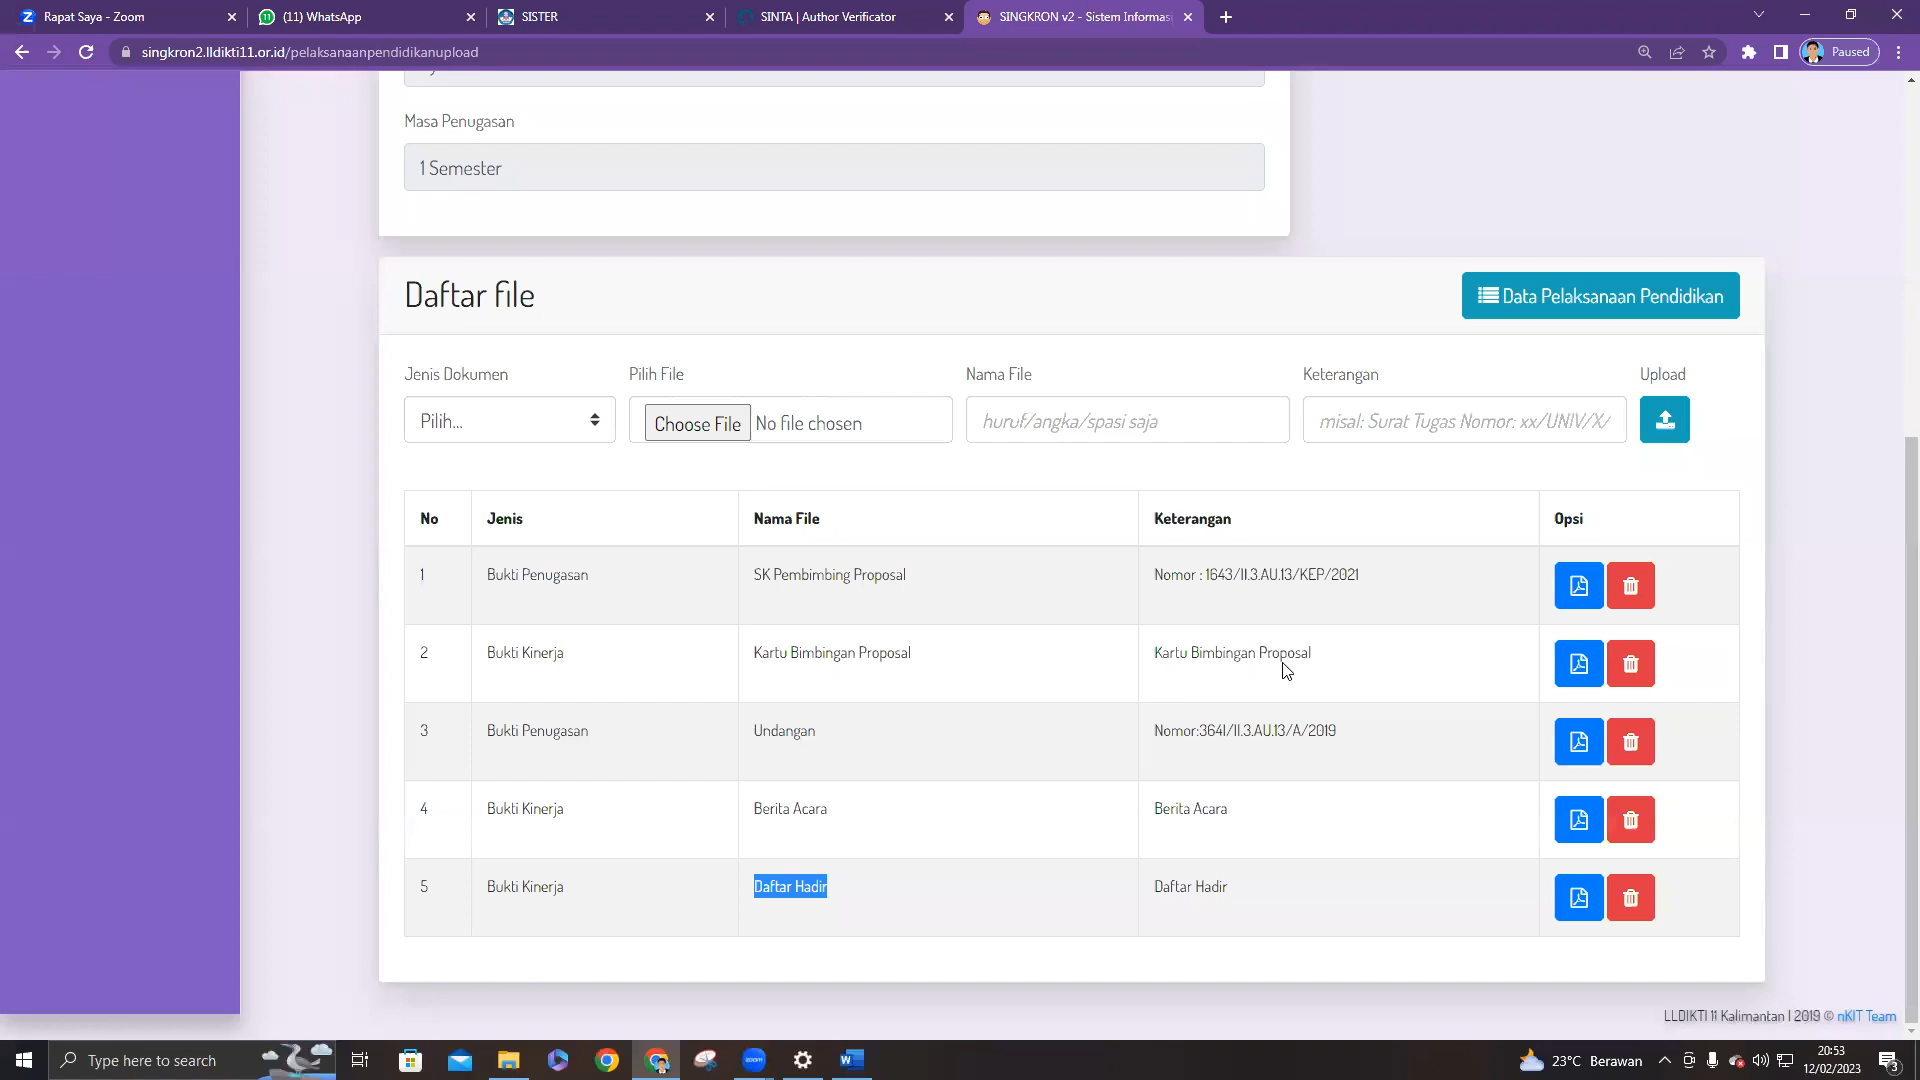 Rapat Saya - Zoom
(11) WhatsApp
SISTER
SINTA | Author Verificator
SINGKRON v2 - Sistem Informasi
singkron2.lldikti11.or.id/pelaksanaanpendidikanupload
Paused
Masa Penugasan
1 Semester
Daftar file
Data Pelaksanaan Pendidikan
Jenis Dokumen Pilih File Nama File Keterangan Upload
Pilih... Choose File No file chosen huruf/angka/spasi saja misal: Surat Tugas Nomor: xx/UNIV/X/
No Jenis Nama File Keterangan Opsi
1 Bukti Penugasan SK Pembimbing Proposal Nomor : 1643/II.3.AU.13/KEP/2021
2 Bukti Kinerja Kartu Bimbingan Proposal Kartu Bimbingan Proposal
3 Bukti Penugasan Undangan Nomor:364I/II.3.AU.13/A/2019
4 Bukti Kinerja Berita Acara Berita Acara
5 Bukti Kinerja Daftar Hadir Daftar Hadir
LLDIKTI 11 Kalimantan | 2019 © nKIT Team
Type here to search
zoom
23°C Berawan
20:53
12/02/2023
3